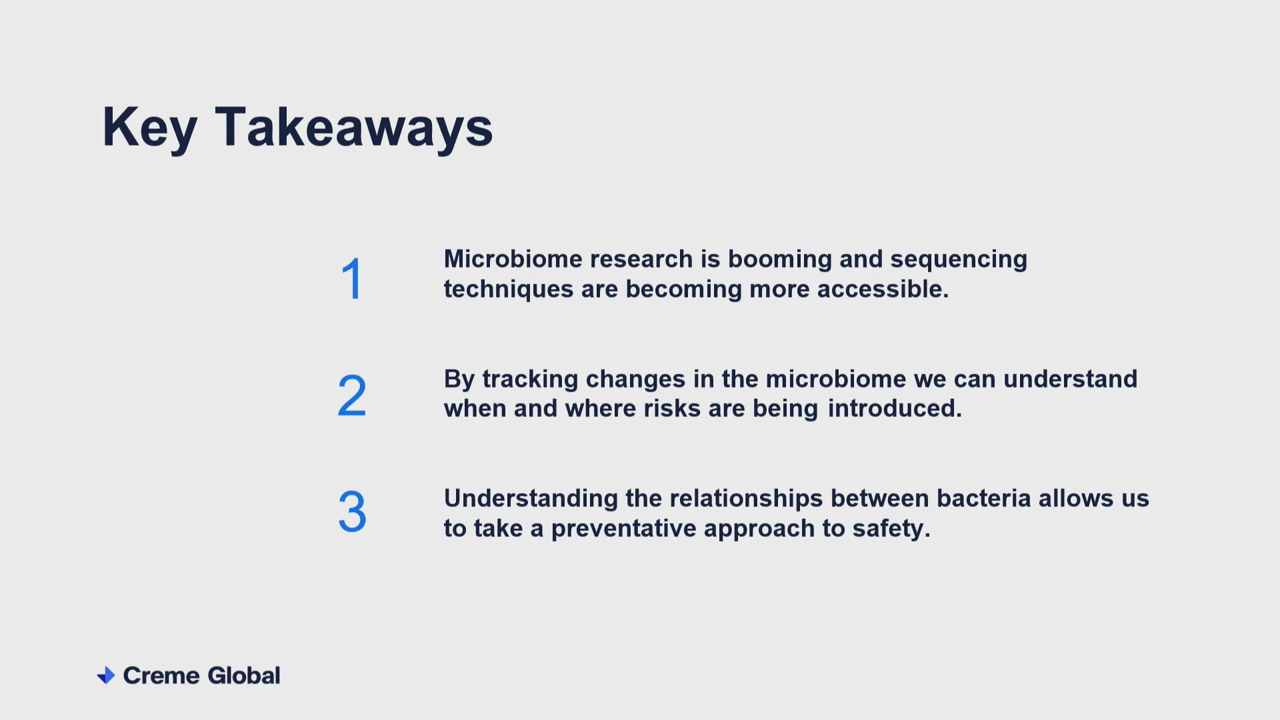 Key Takeaways
1
Microbiome research is booming and sequencing
techniques are becoming more accessible.
2
By tracking changes in the microbiome we can understand
when and where risks are being introduced.
3
Understanding the relationships between bacteria allows us
to take a preventative approach to safety.
Creme Global